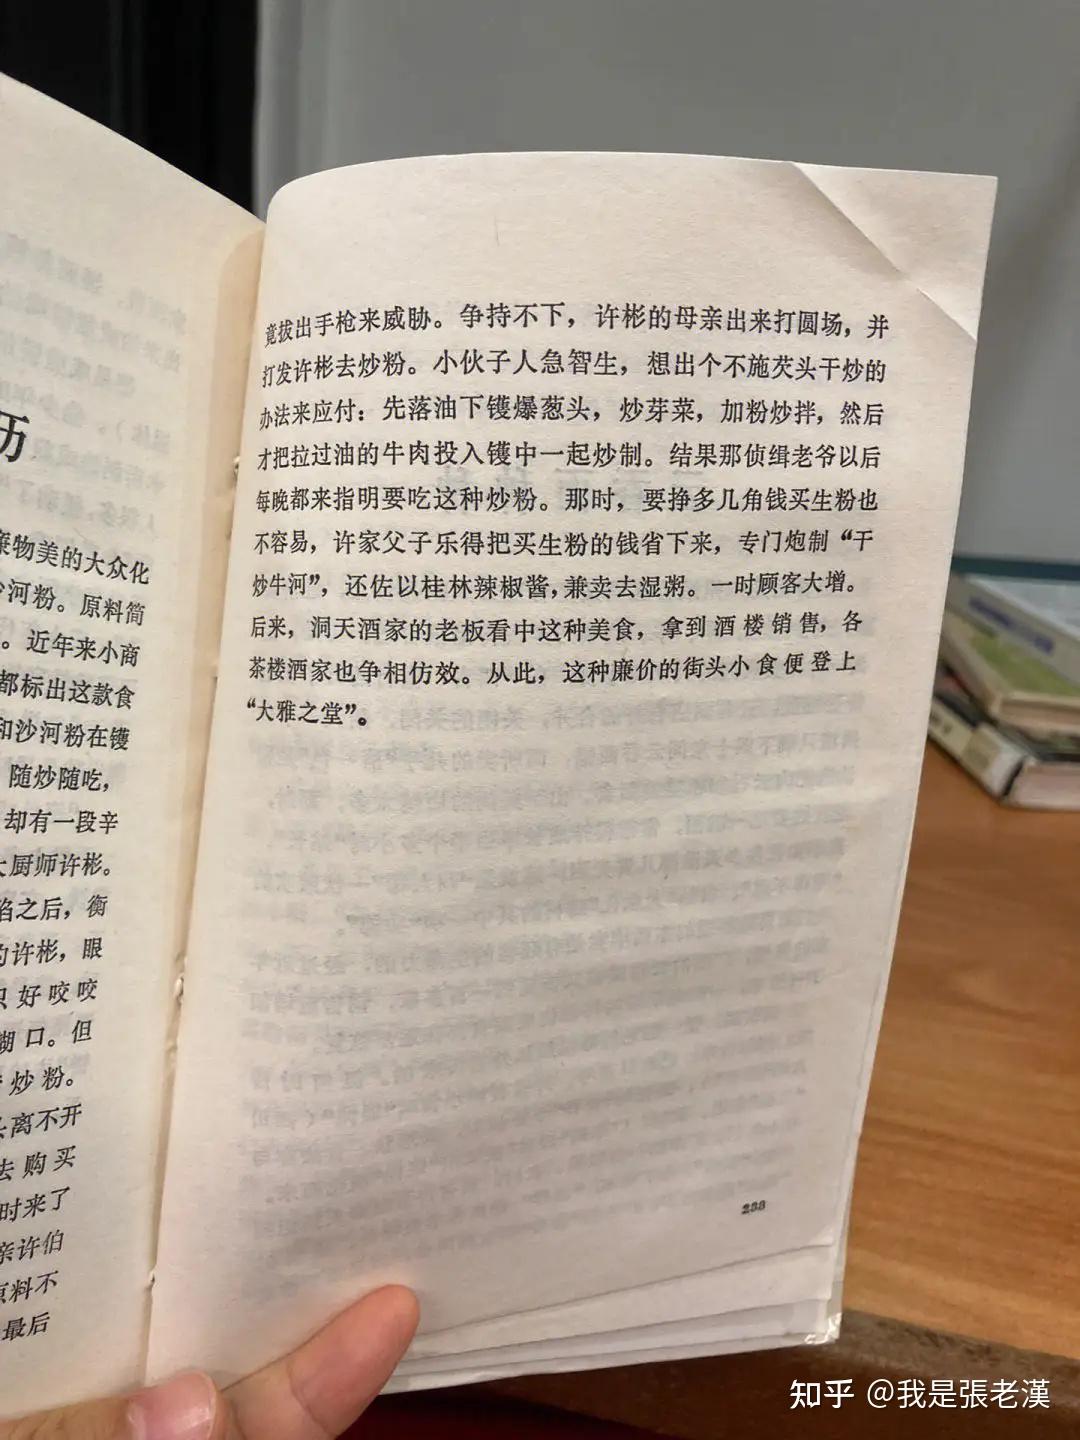 历
廉物美的大众化
沙河粉。原料简
。近年来小商
都标出这款食
和沙河粉在镬
随炒随吃，
却有一段辛
大厨师许彬。
陷之后，衡
的许彬，眼
只好咬咬
糊口。但
炒粉。
离不开
去购买
时来了
亲许伯
原料不
最后
竟拔出手枪来威胁。争持不下，许彬的母亲出来打圆场，并
打发许彬去炒粉。小伙子人急智生，想出个不施芡头干炒的
办法来应付：先落油下镬爆葱头，炒芽菜，加粉炒拌，然后
才把拉过油的牛肉投入镬中一起炒制。结果那侦缉老爷以后
每晚都来指明要吃这种炒粉。那时，要挣多几角钱买生粉也
不容易，许家父子乐得把买生粉的钱省下来，专门炮制“干
炒牛河”，还佐以桂林辣椒酱，兼卖去湿粥。一时顾客大增。
后来，洞天酒家的老板看中这种美食，拿到酒楼销售，各
茶楼酒家也争相仿效。从此，这种廉价的街头小食便登上
“大雅之堂”。
238
知乎 @我是張老漢